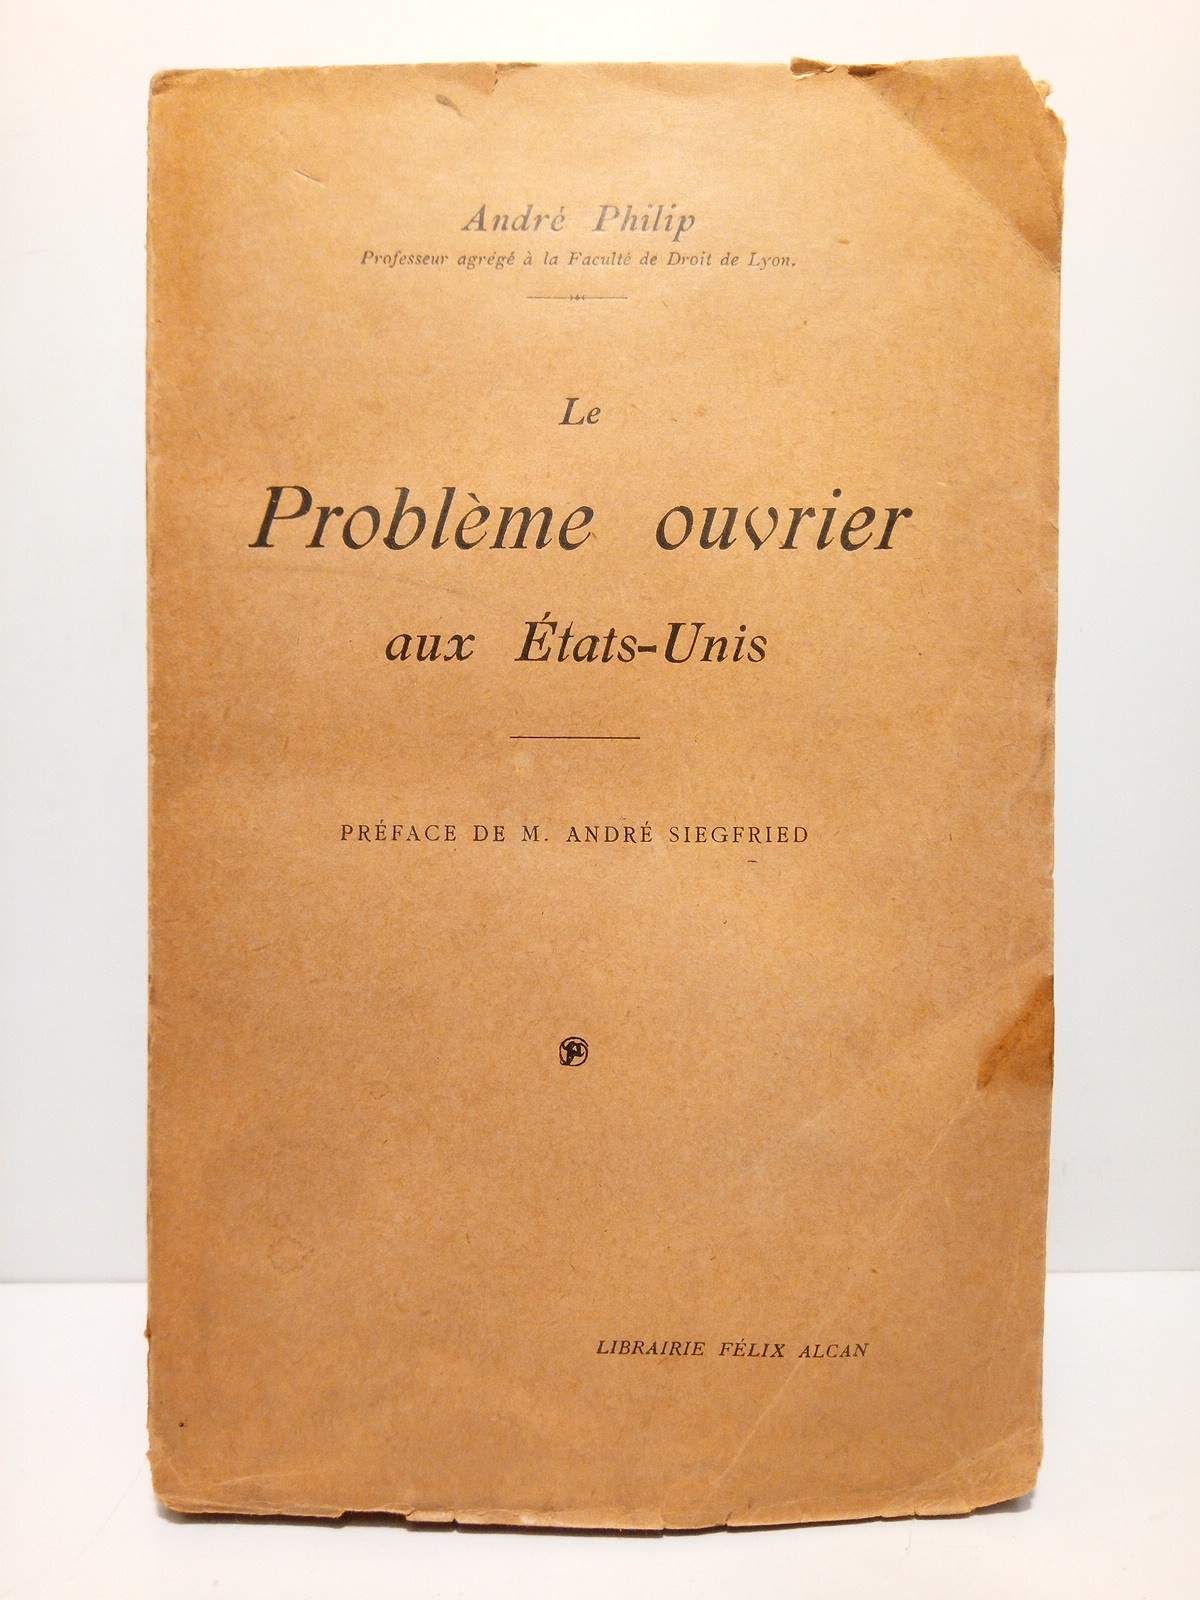 André Philip
Professeur agrégé à la Faculté de Droit de Lyon.
Le
Problème ouvrier
aux États-Unis
PRÉFACE DE M. ANDRÉ SIEGFRIED
LIBRAIRIE FÉLIX ALCAN